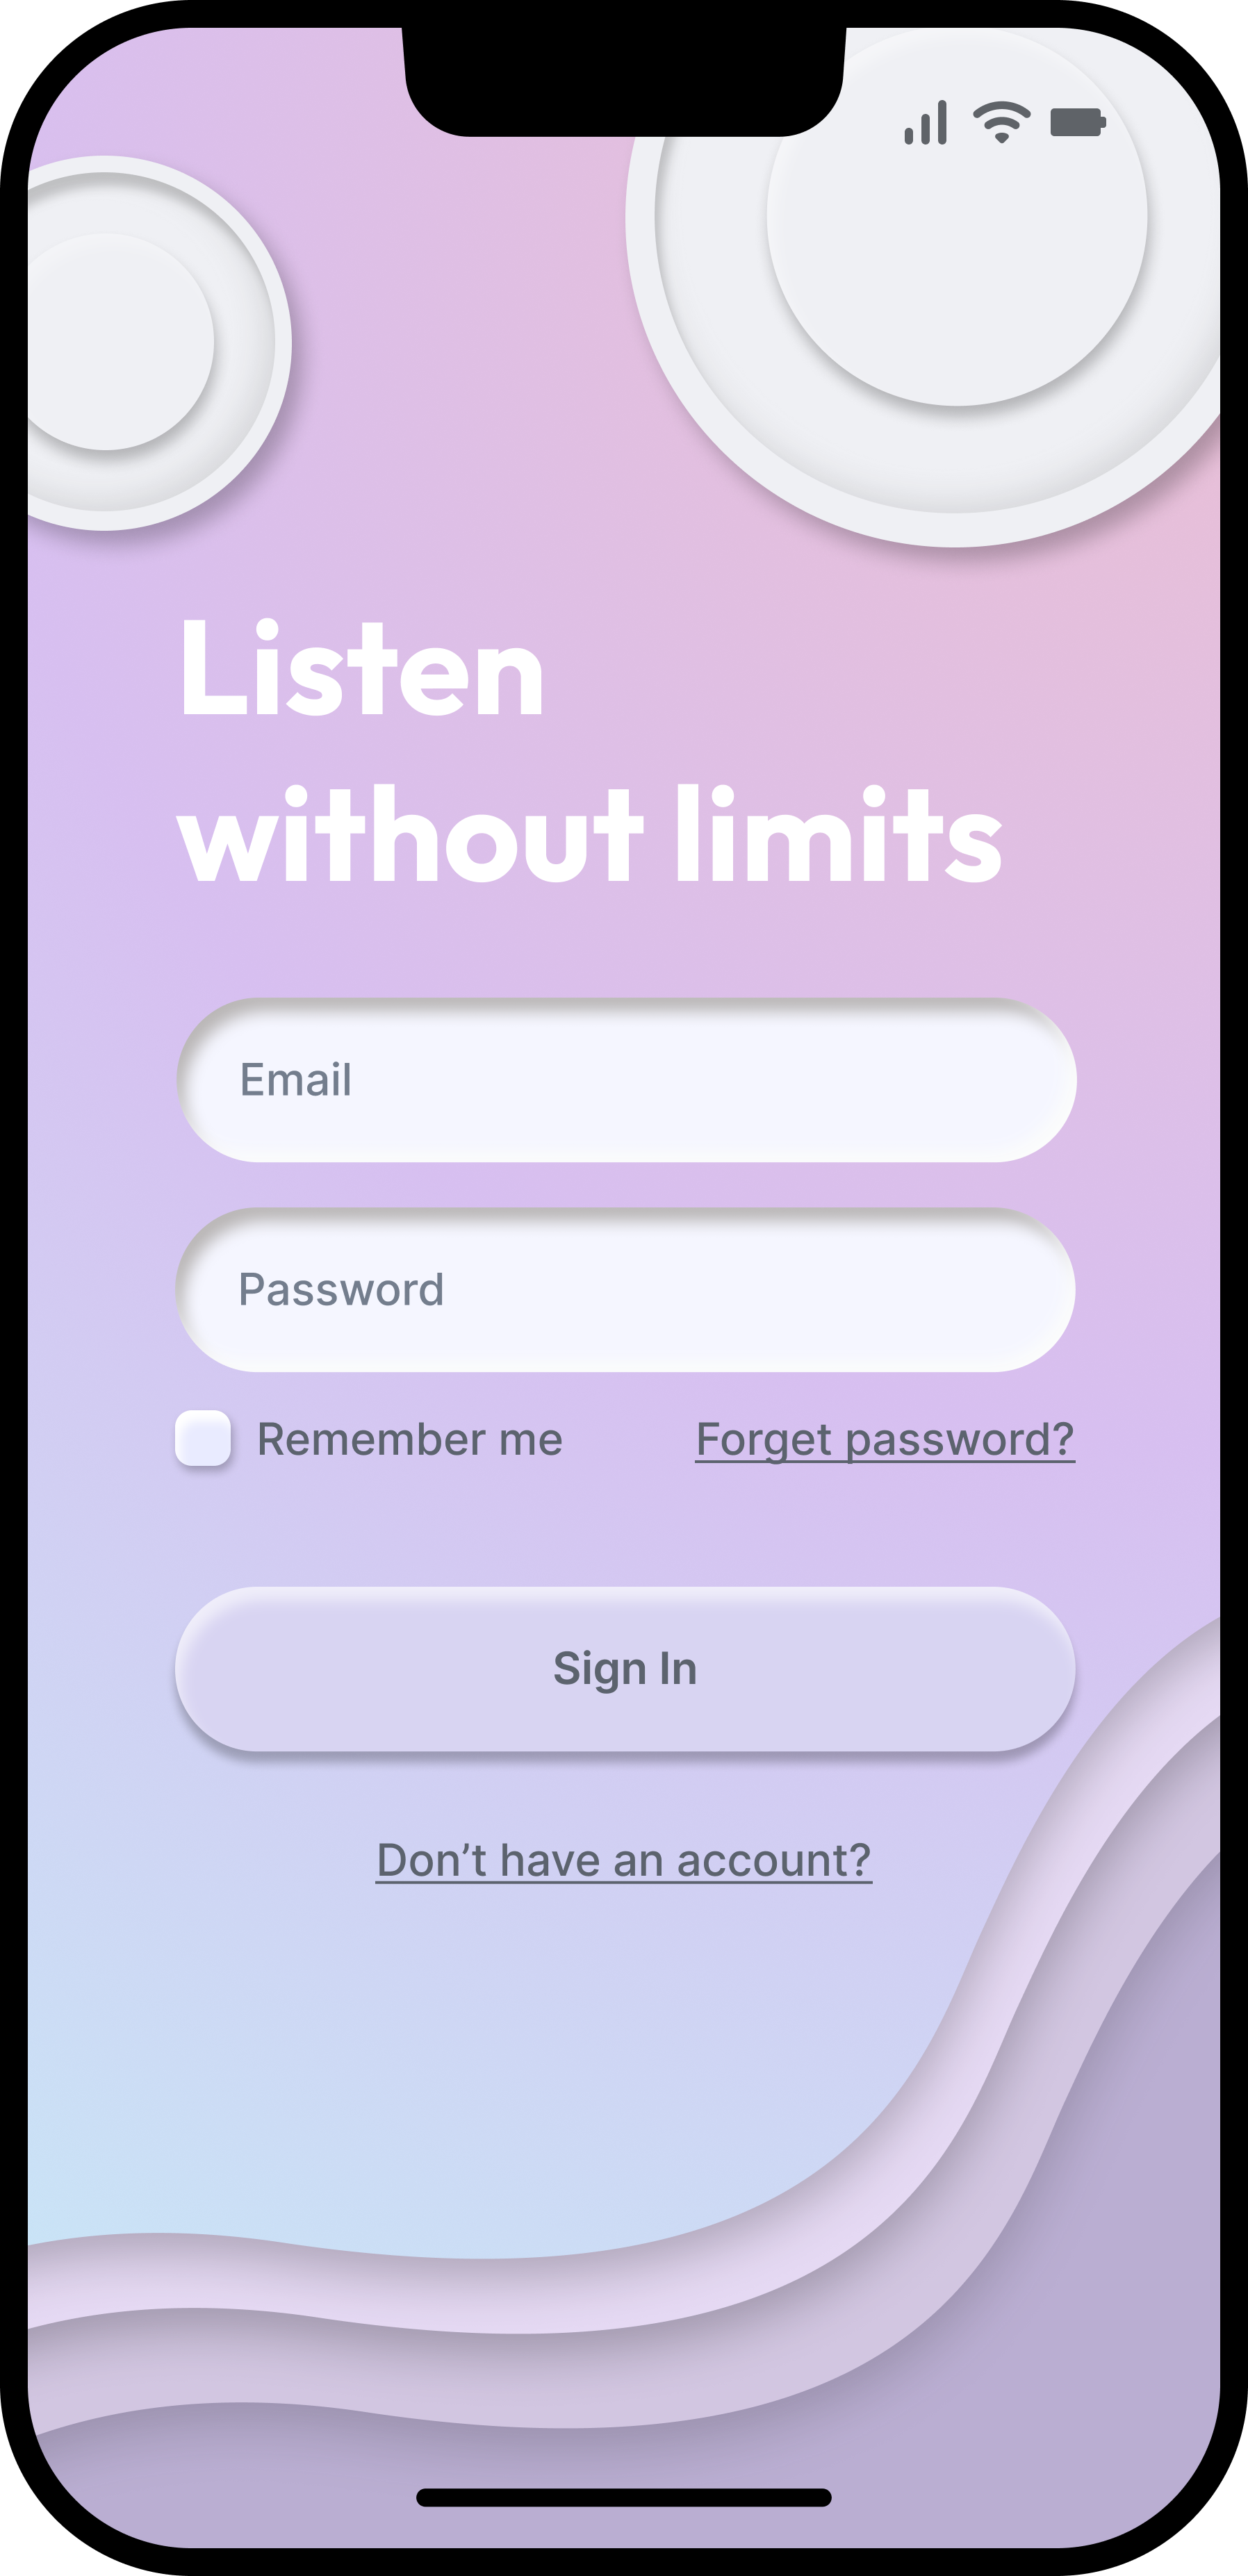 Listen
without limits
Email
Password
Remember me Forget password?
Sign In
Don’t have an account?